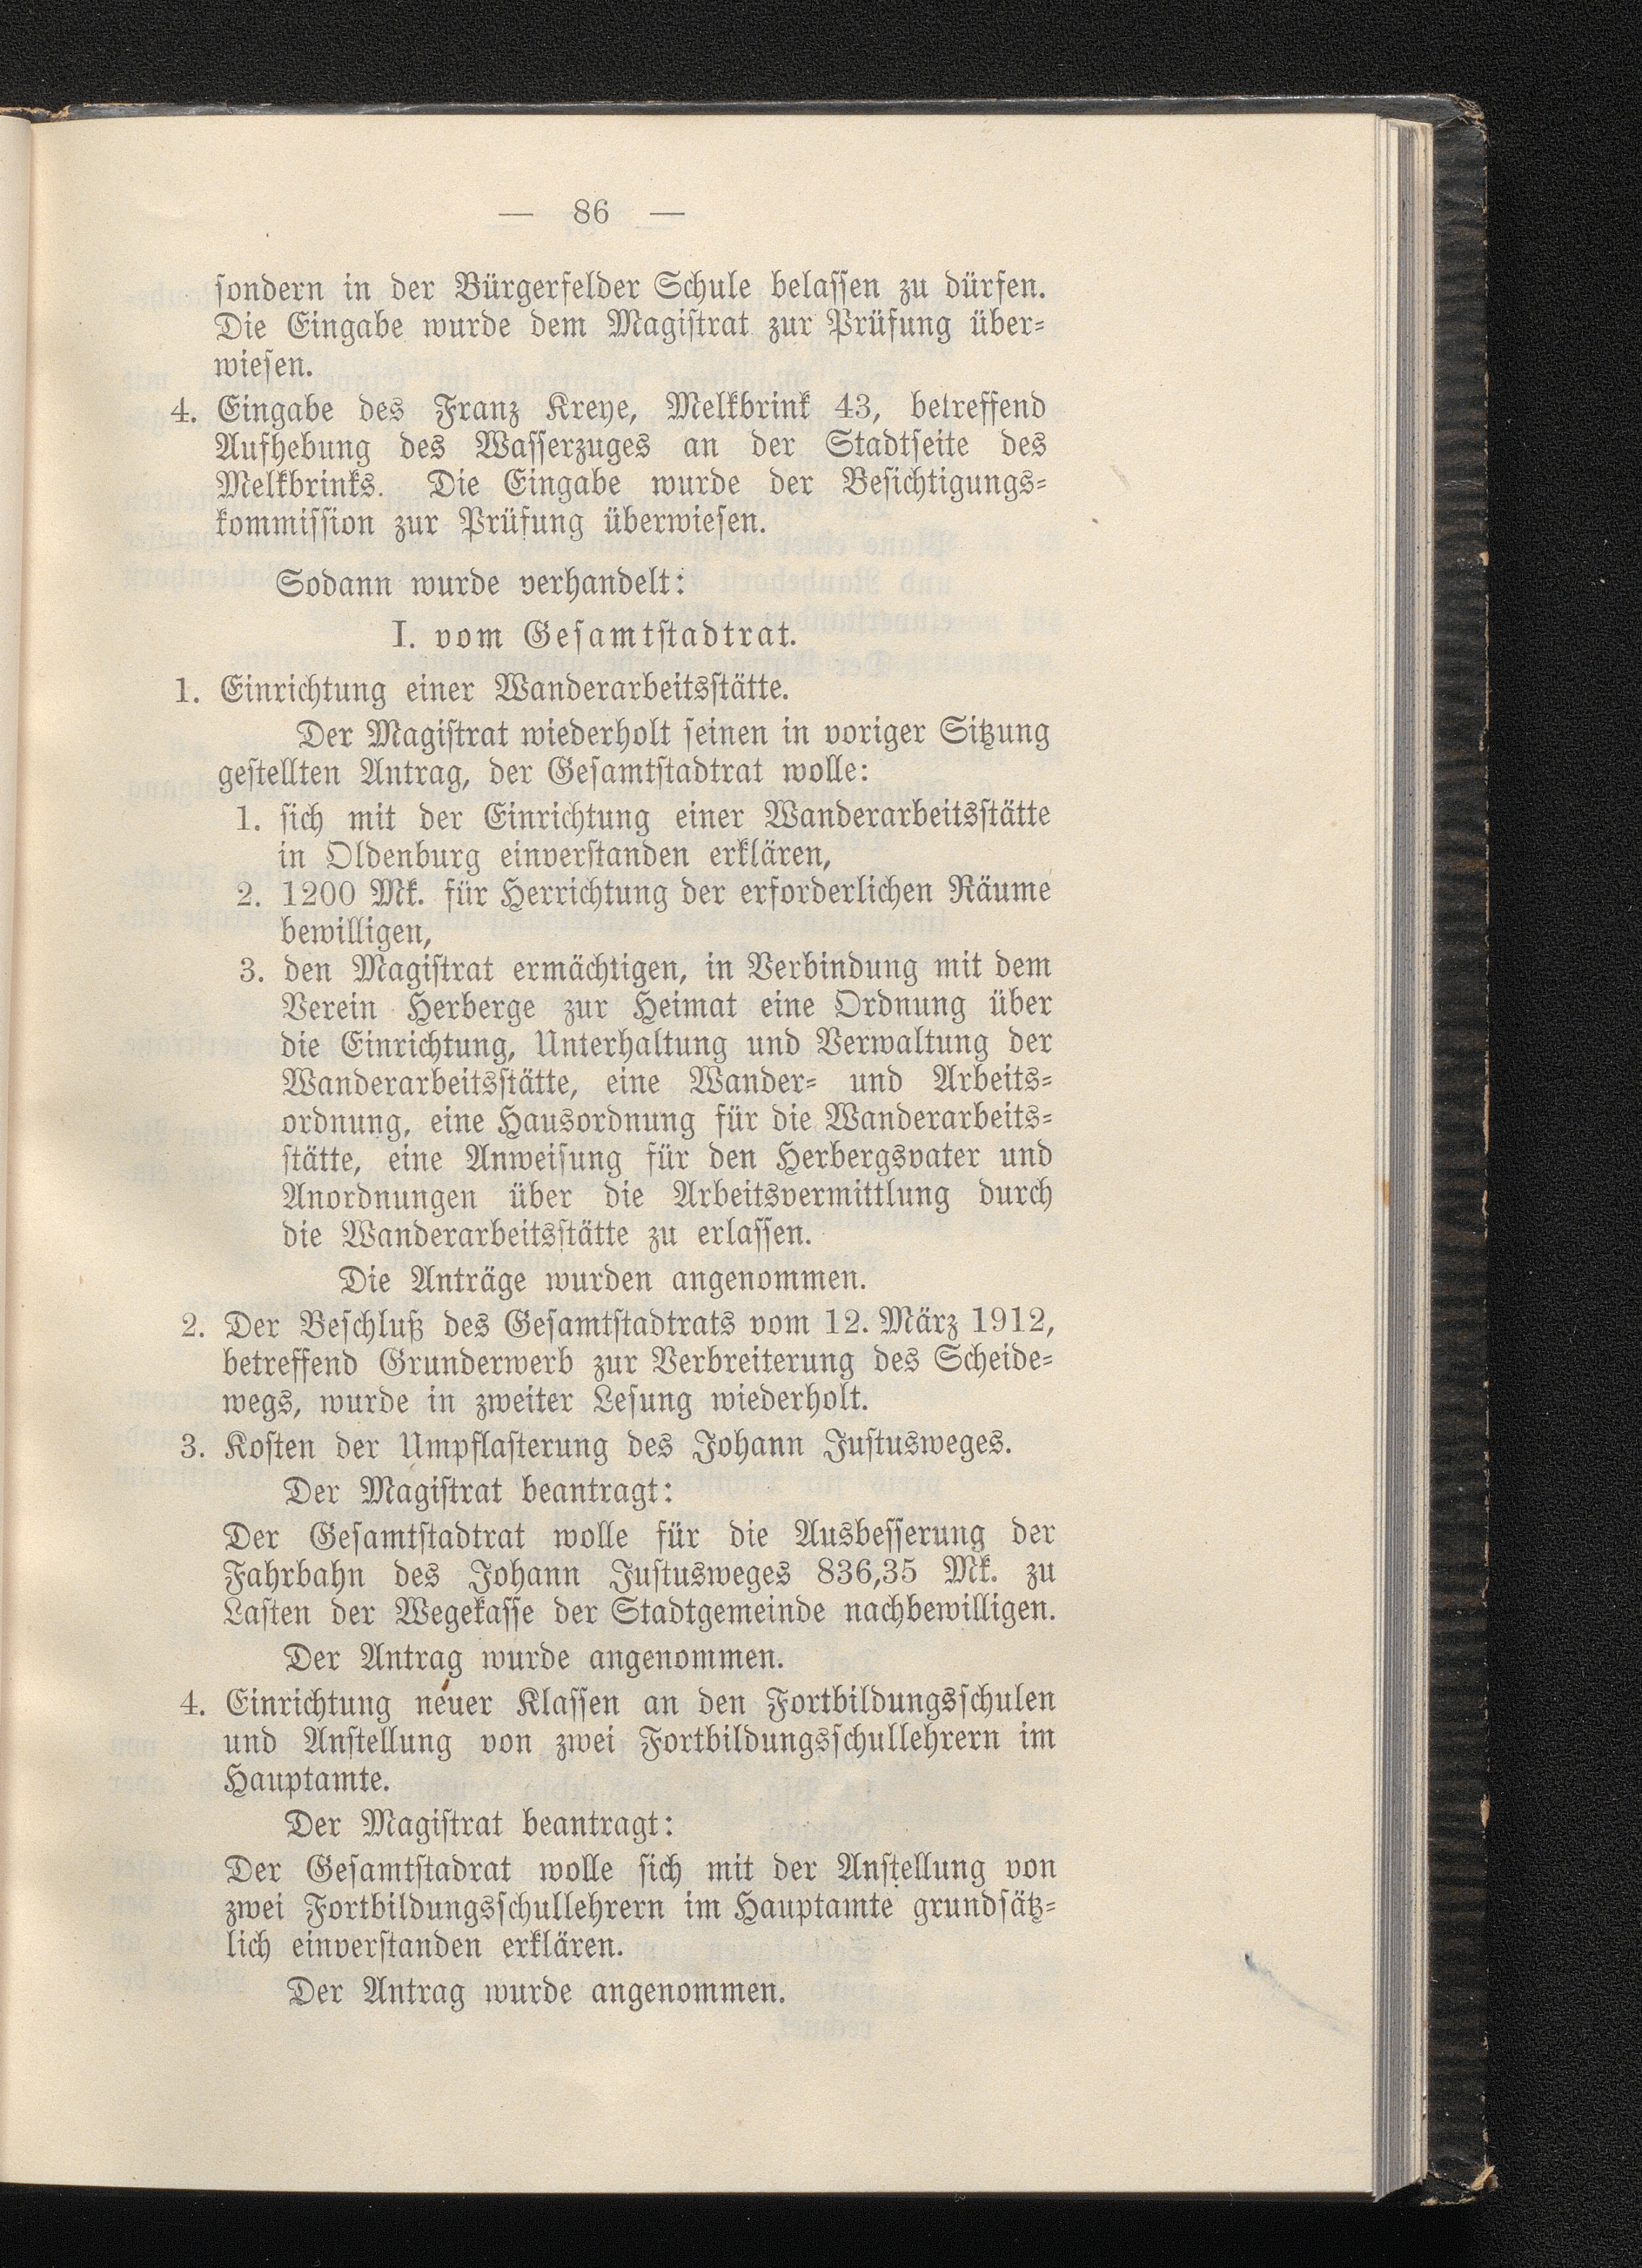 — 86 —
sondern in der Bürgerfelder Schule belassen zu dürfen.
Die Eingabe wurde dem Magistrat zur Prüfung über-
wiesen.
4. Eingabe des Franz Kreye, Melkbrink 43, betreffend
Aufhebung des Wasserzuges an der Stadtseite des
Melkbrinks. Die Eingabe wurde der Besichtigungs-
kommission zur Prüfung überwiesen.
Sodann wurde verhandelt:
I. vom Gesamtstadtrat.
1. Einrichtung einer Wanderarbeitsstätte.
Der Magistrat wiederholt seinen in voriger Sitzung
gestellten Antrag, der Gesamtstadtrat wolle:
1. sich mit der Einrichtung einer Wanderarbeitsstätte
in Oldenburg einverstanden erklären,
2. 1200 Mk. für Herrichtung der erforderlichen Räume
bewilligen,
3. den Magistrat ermächtigen, in Verbindung mit dem
Verein Herberge zur Heimat eine Ordnung über
die Einrichtung, Unterhaltung und Verwaltung der
Wanderarbeitsstätte, eine Wander- und Arbeits-
ordnung, eine Hausordnung für die Wanderarbeits-
stätte, eine Anweisung für den Herbergsvater und
Anordnungen über die Arbeitsvermittlung durch
die Wanderarbeitsstätte zu erlassen.
Die Anträge wurden angenommen.
2. Der Beschluß des Gesamtstadtrats vom 12. März 1912,
betreffend Grunderwerb zur Verbreiterung des Scheide-
wegs, wurde in zweiter Lesung wiederholt.
3. Kosten der Umpflasterung des Johann Justusweges.
Der Magistrat beantragt:
Der Gesamtstadtrat wolle für die Ausbesserung der
Fahrbahn des Johann Justusweges 836,35 Mk. zu
Lasten der Wegekasse der Stadtgemeinde nachbewilligen.
Der Antrag wurde angenommen.
4. Einrichtung neuer Klassen an den Fortbildungsschulen
und Anstellung von zwei Fortbildungsschullehrern im
Hauptamte.
Der Magistrat beantragt:
Der Gesamtstadrat wolle sich mit der Anstellung von
zwei Fortbildungsschullehrern im Hauptamte grundsätz-
lich einverstanden erklären.
Der Antrag wurde angenommen.